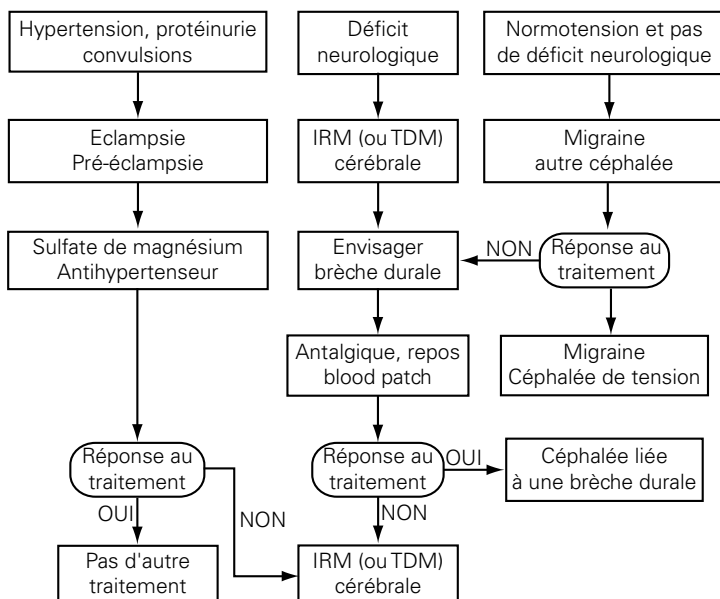 Hypertension, protéinurie
convulsions
Déficit
neurologique
Normotension et pas
de déficit neurologique
Eclampsie
Pré-éclampsie
IRM (ou TDM)
cérébrale
Migraine
autre céphalée
Sulfate de magnésium
Antihypertenseur
Envisager
brèche durale
NON
Réponse au
traitement
Antalgique, repos
blood patch
Migraine
Céphalée de tension
Réponse au
traitement
Réponse au
traitement
OUI
Céphalée liée
à une brèche durale
OUI
NON
NON
Pas d'autre
traitement
IRM (ou TDM)
cérébrale